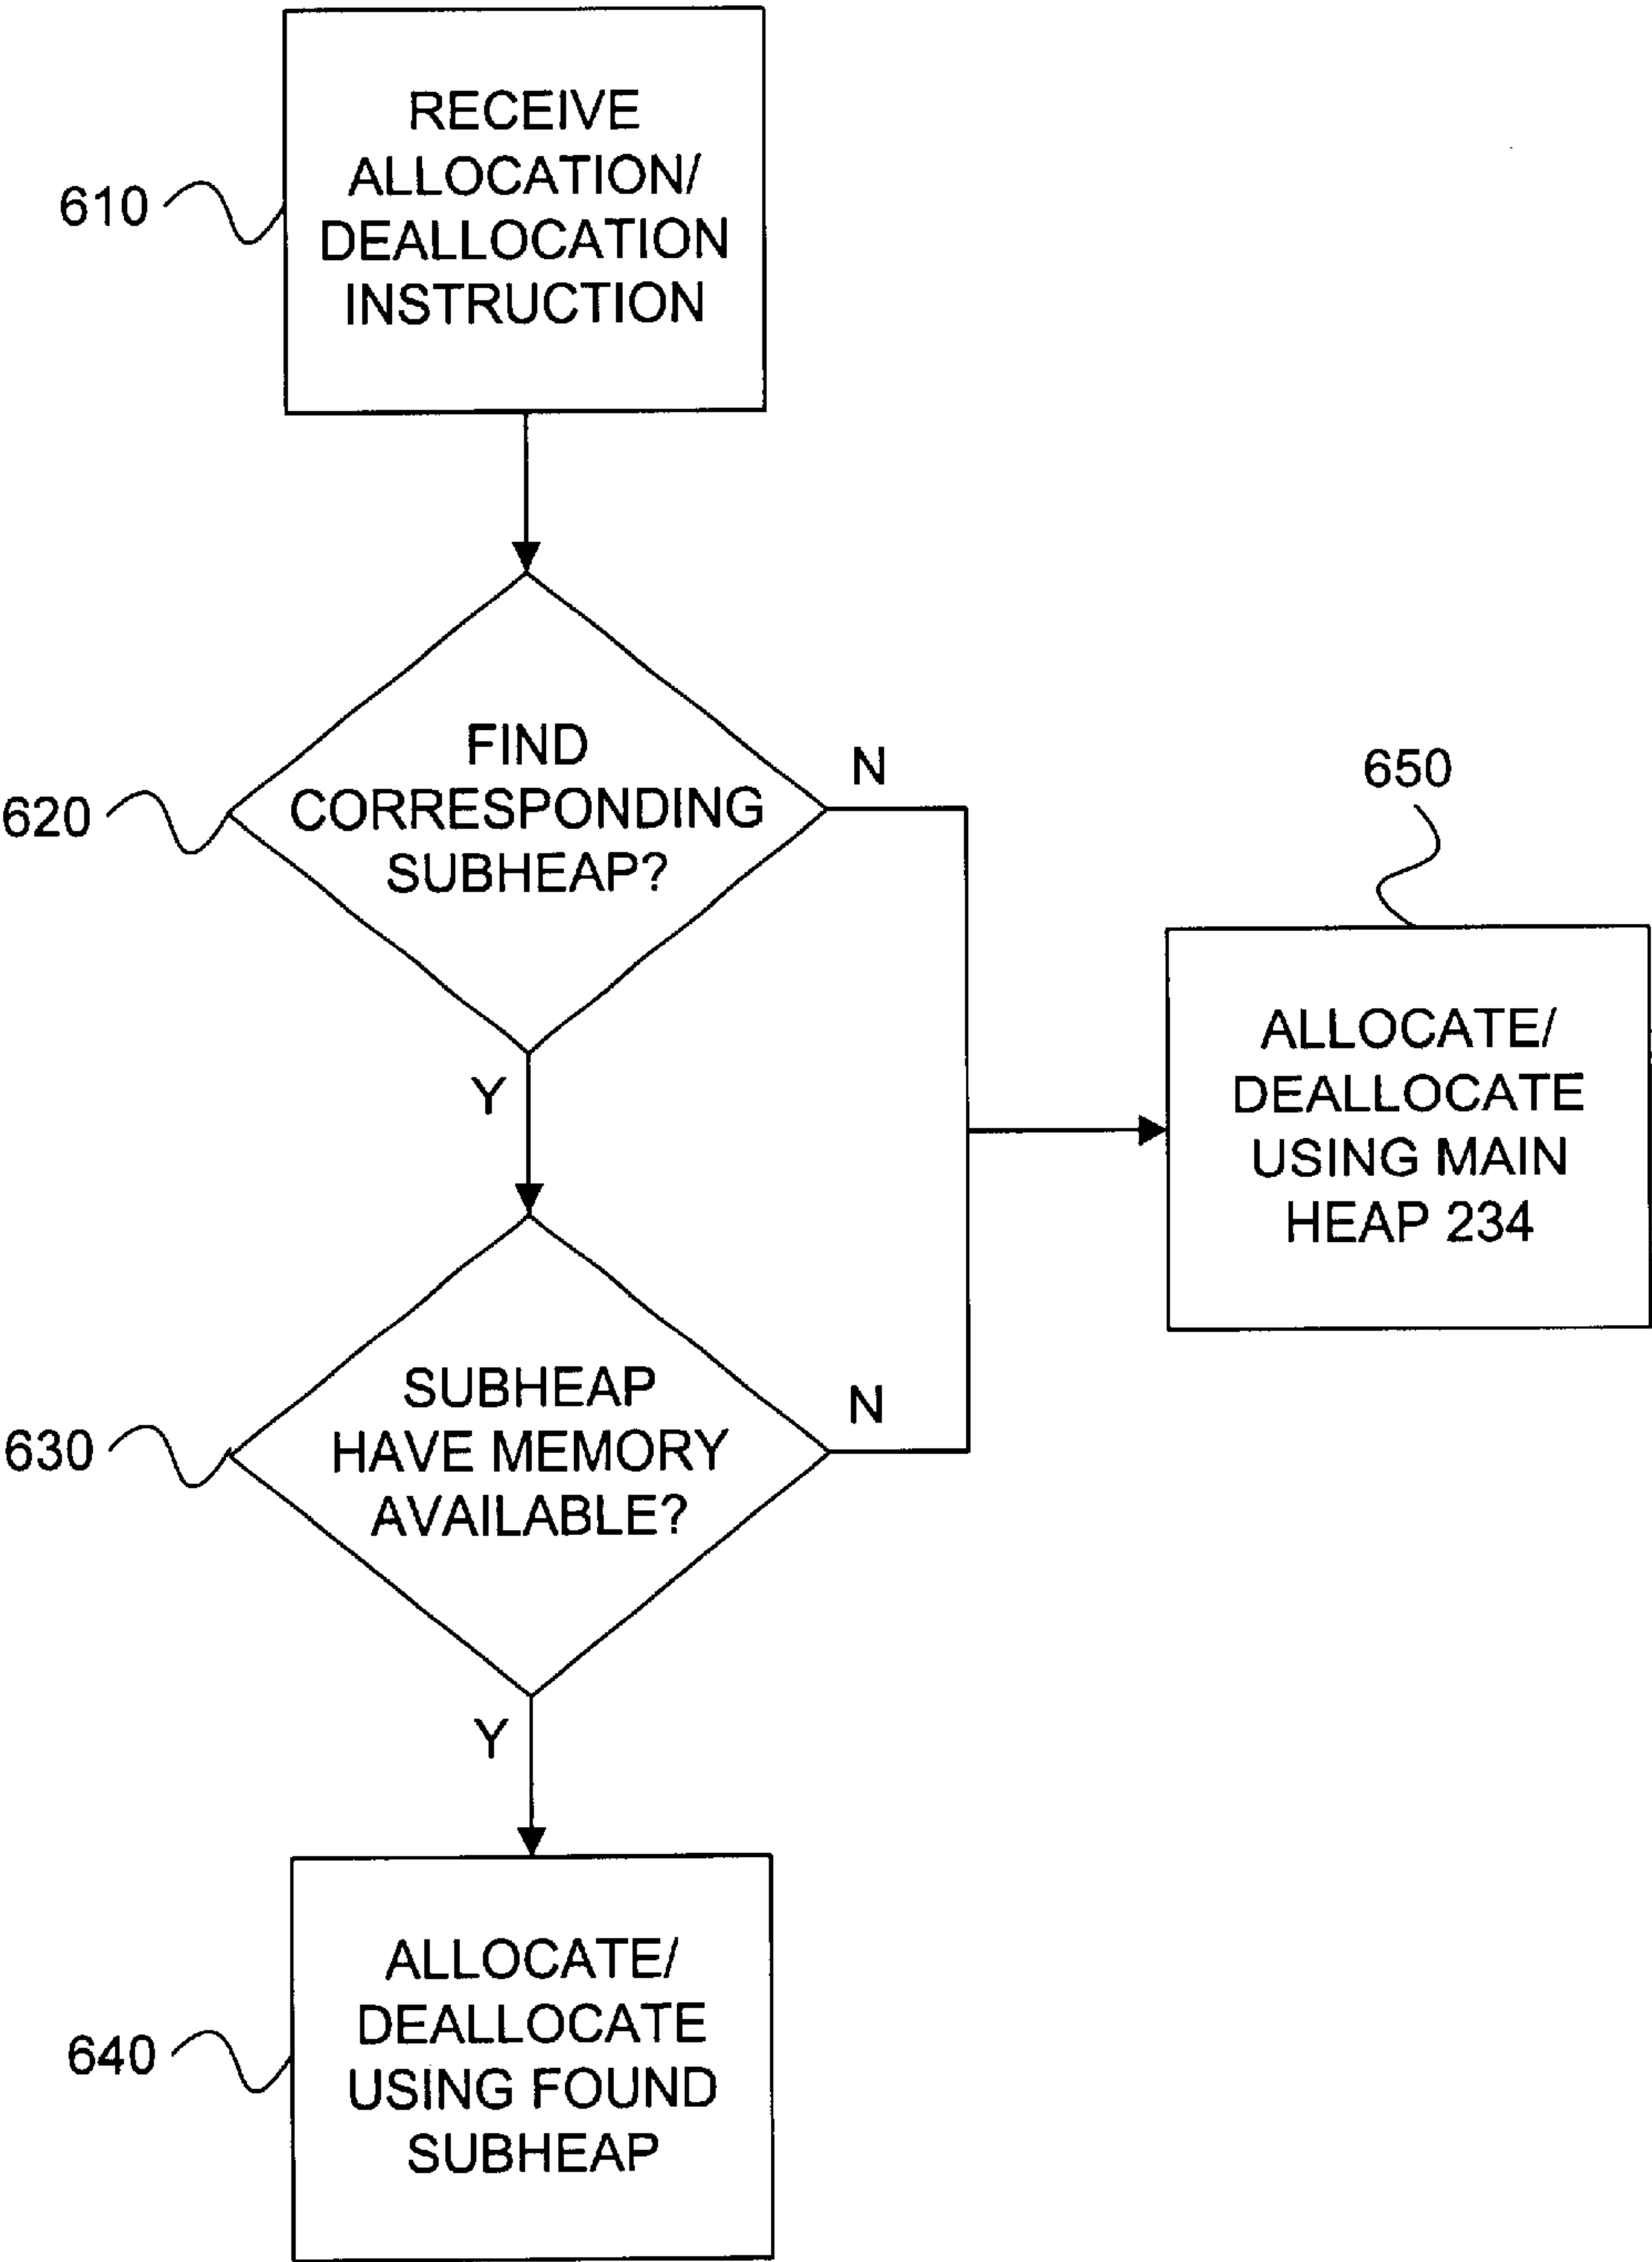 610
RECEIVE
ALLOCATION/
DEALLOCATION
INSTRUCTION
620
FIND
CORRESPONDING
SUBHEAP?
N
Y
650
ALLOCATE/
DEALLOCATE
USING MAIN
HEAP 234
630
SUBHEAP
HAVE MEMORY
AVAILABLE?
N
Y
640
ALLOCATE/
DEALLOCATE
USING FOUND
SUBHEAP